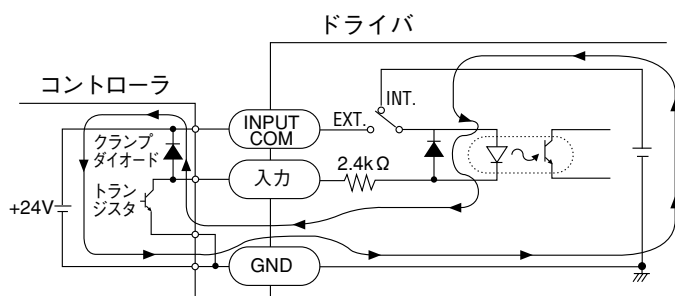 ドライバ
コントローラ
INPUT
COM
EXT.
INT.
クランプ
ダイオード
入力
2.4kΩ
トラン
ジスタ
+24V
GND